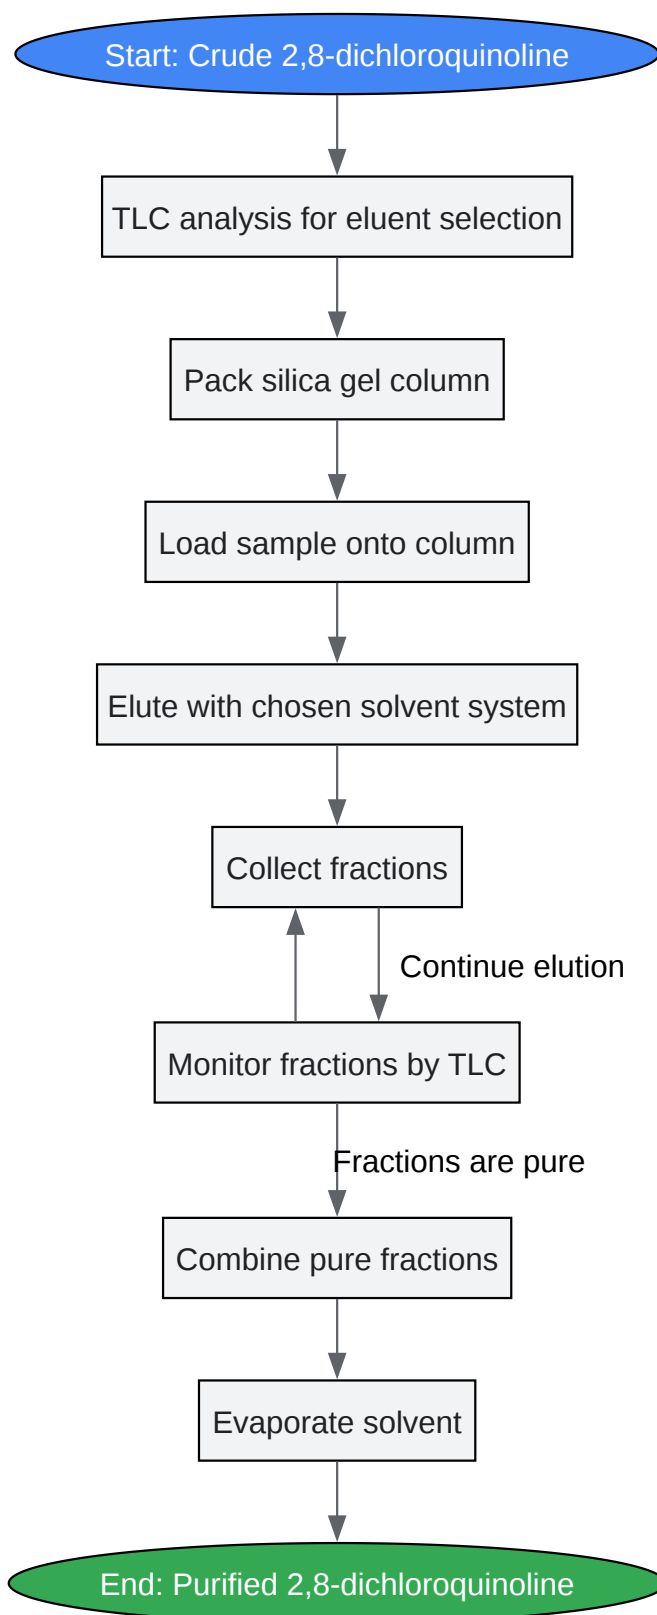 Start: Crude 2,8-dichloroquinoline
TLC analysis for eluent selection
Pack silica gel column
Load sample onto column
Elute with chosen solvent system
Collect fractions
Continue elution
Monitor fractions by TLC
Fractions are pure
Combine pure fractions
Evaporate solvent
End: Purified 2,8-dichloroquinoline